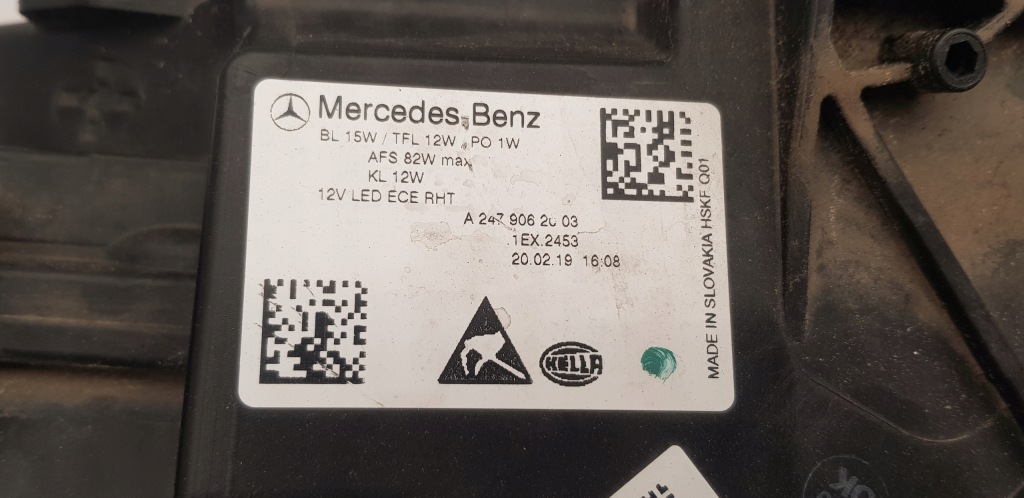 Mercedes-Benz
BL 15W / TFL 12W / PO 1W
AFS 82W max
KL 12W
12V LED ECE RHT
A 247 906 20 03
1EX.2453
20.02.19 16:08
HELLA
MADE IN SLOVAKIA HSKF Q01
OK